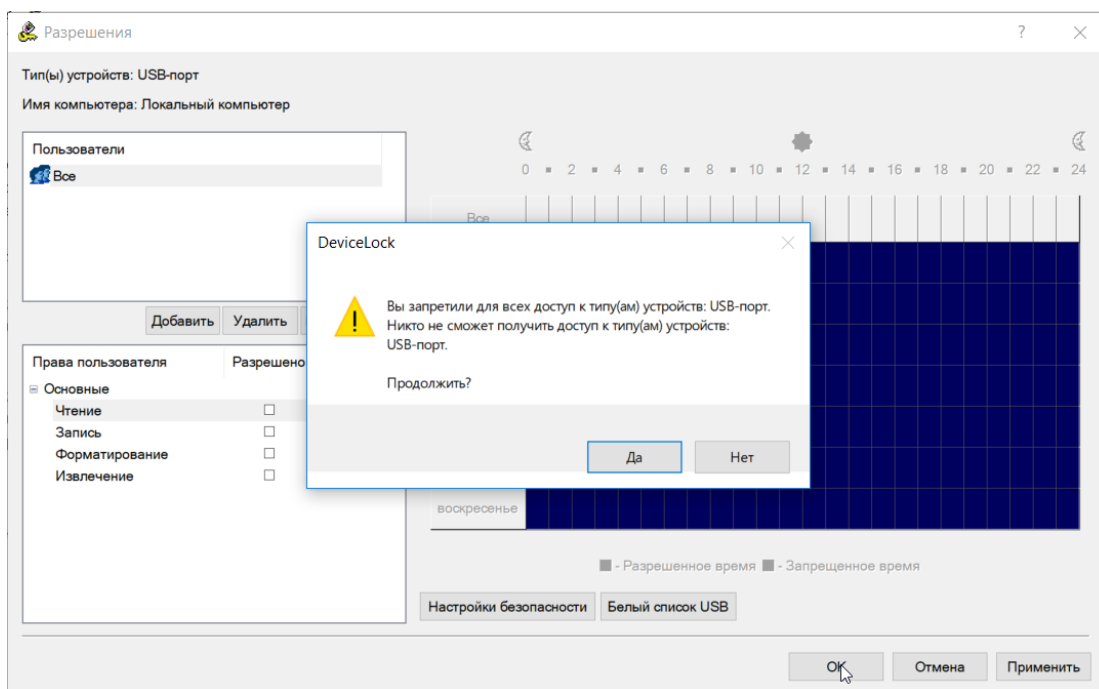 Разрешения
?
Тип(ы) устройств: USB-порт
Имя компьютера: Локальный компьютер
Пользователи
Все
0 2 4 6 8 10 12 14 16 18 20 22 24
Все
DeviceLock
Вы запретили для всех доступ к типу(ам) устройств: USB-порт.
Никто не сможет получить доступ к типу(ам) устройств:
USB-порт.
Продолжить?
Да Нет
Добавить Удалить
Права пользователя Разрешено
Основные
Чтение
Запись
Форматирование
Извлечение
воскресенье
- Разрешенное время - Запрещенное время
Настройки безопасности Белый список USB
OK Отмена Применить